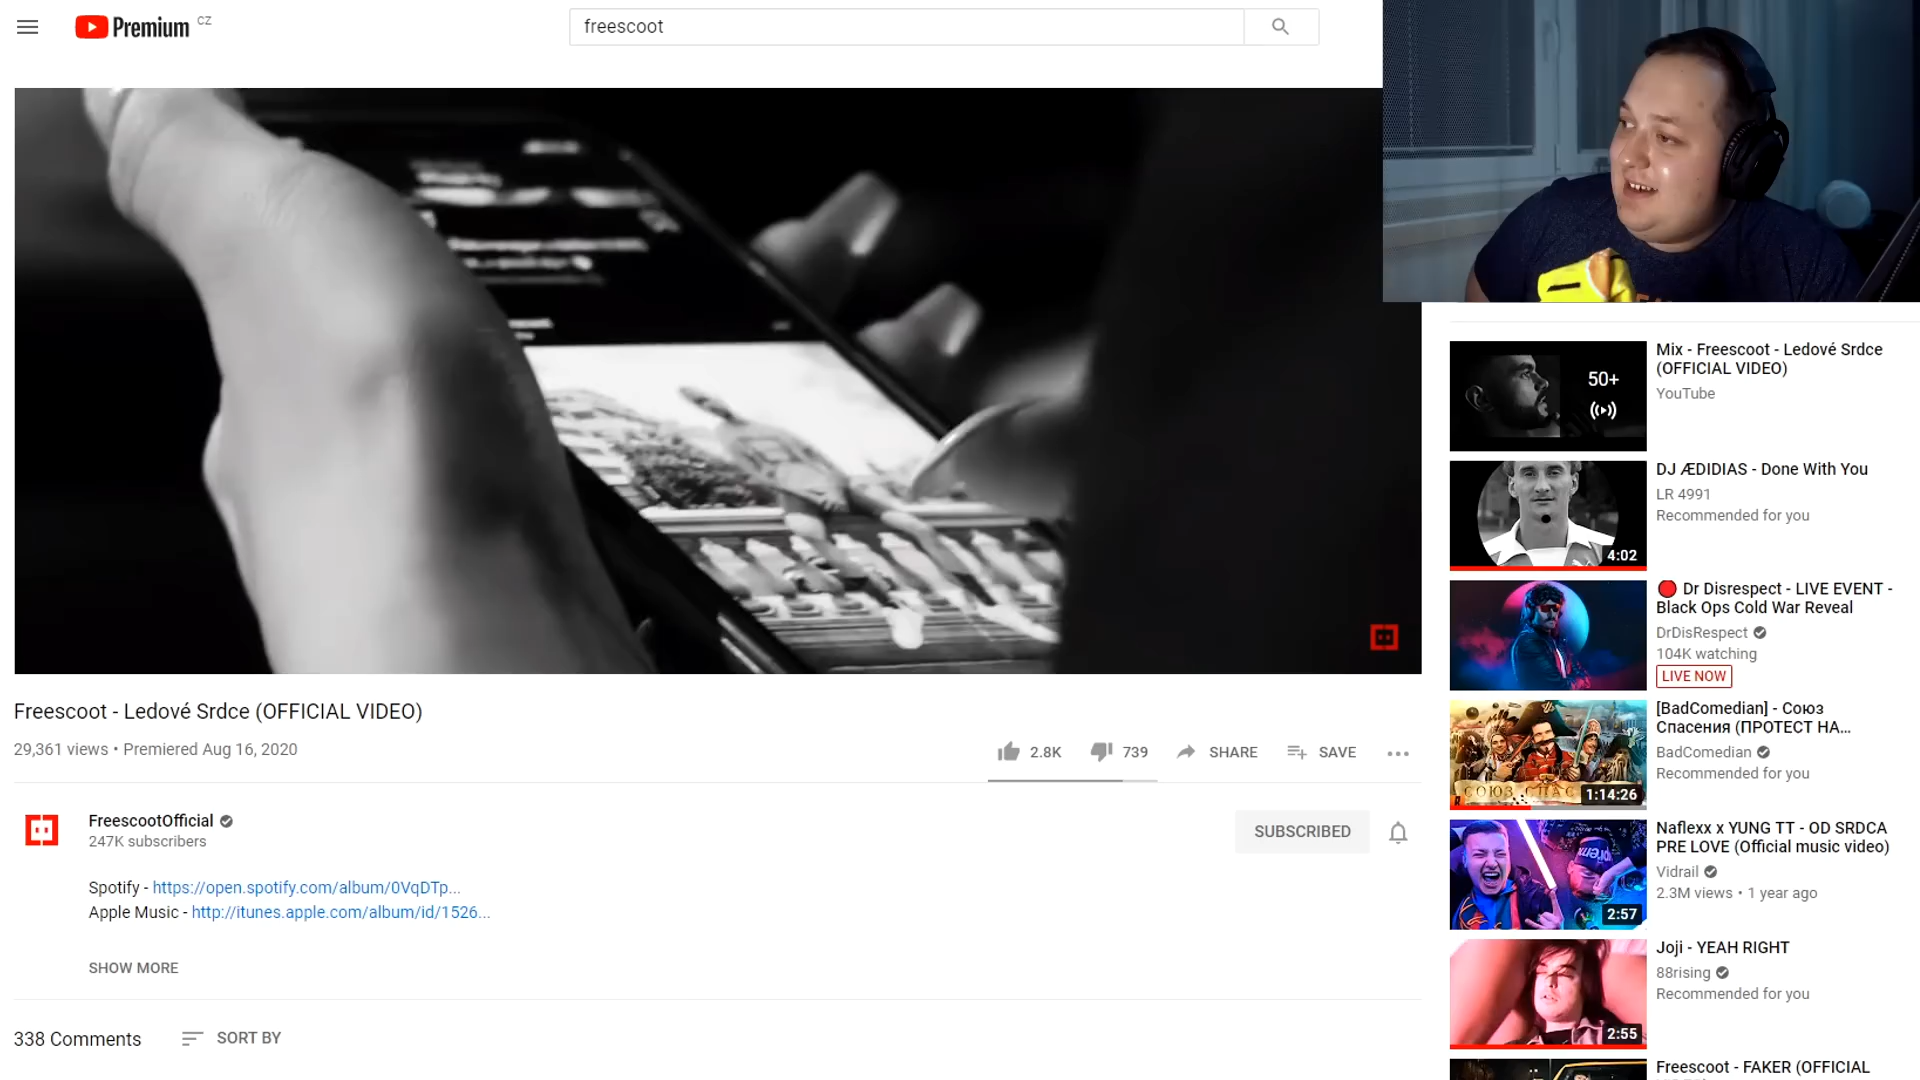 Premium CZ
freescoot
Freescoot - Ledové Srdce (OFFICIAL VIDEO)
29,361 views • Premiered Aug 16, 2020
2.8K
739
SHARE
SAVE
FreescootOfficial
247K subscribers
SUBSCRIBED
Spotify - https://open.spotify.com/album/0VqDTp...
Apple Music - http://itunes.apple.com/album/id/1526...
SHOW MORE
338 Comments
SORT BY
50+
Mix - Freescoot - Ledové Srdce
(OFFICIAL VIDEO)
YouTube
4:02
DJ ÆDIDIAS - Done With You
LR 4991
Recommended for you
🔴 Dr Disrespect - LIVE EVENT -
Black Ops Cold War Reveal
DrDisRespect
104K watching
LIVE NOW
СОЮЗ СПАС
1:14:26
[BadComedian] - Союз
Спасения (ПРОТЕСТ НА...
BadComedian
Recommended for you
2:57
Naflexx x YUNG TT - OD SRDCA
PRE LOVE (Official music video)
Vidrail
2.3M views • 1 year ago
2:55
Joji - YEAH RIGHT
88rising
Recommended for you
Freescoot - FAKER (OFFICIAL